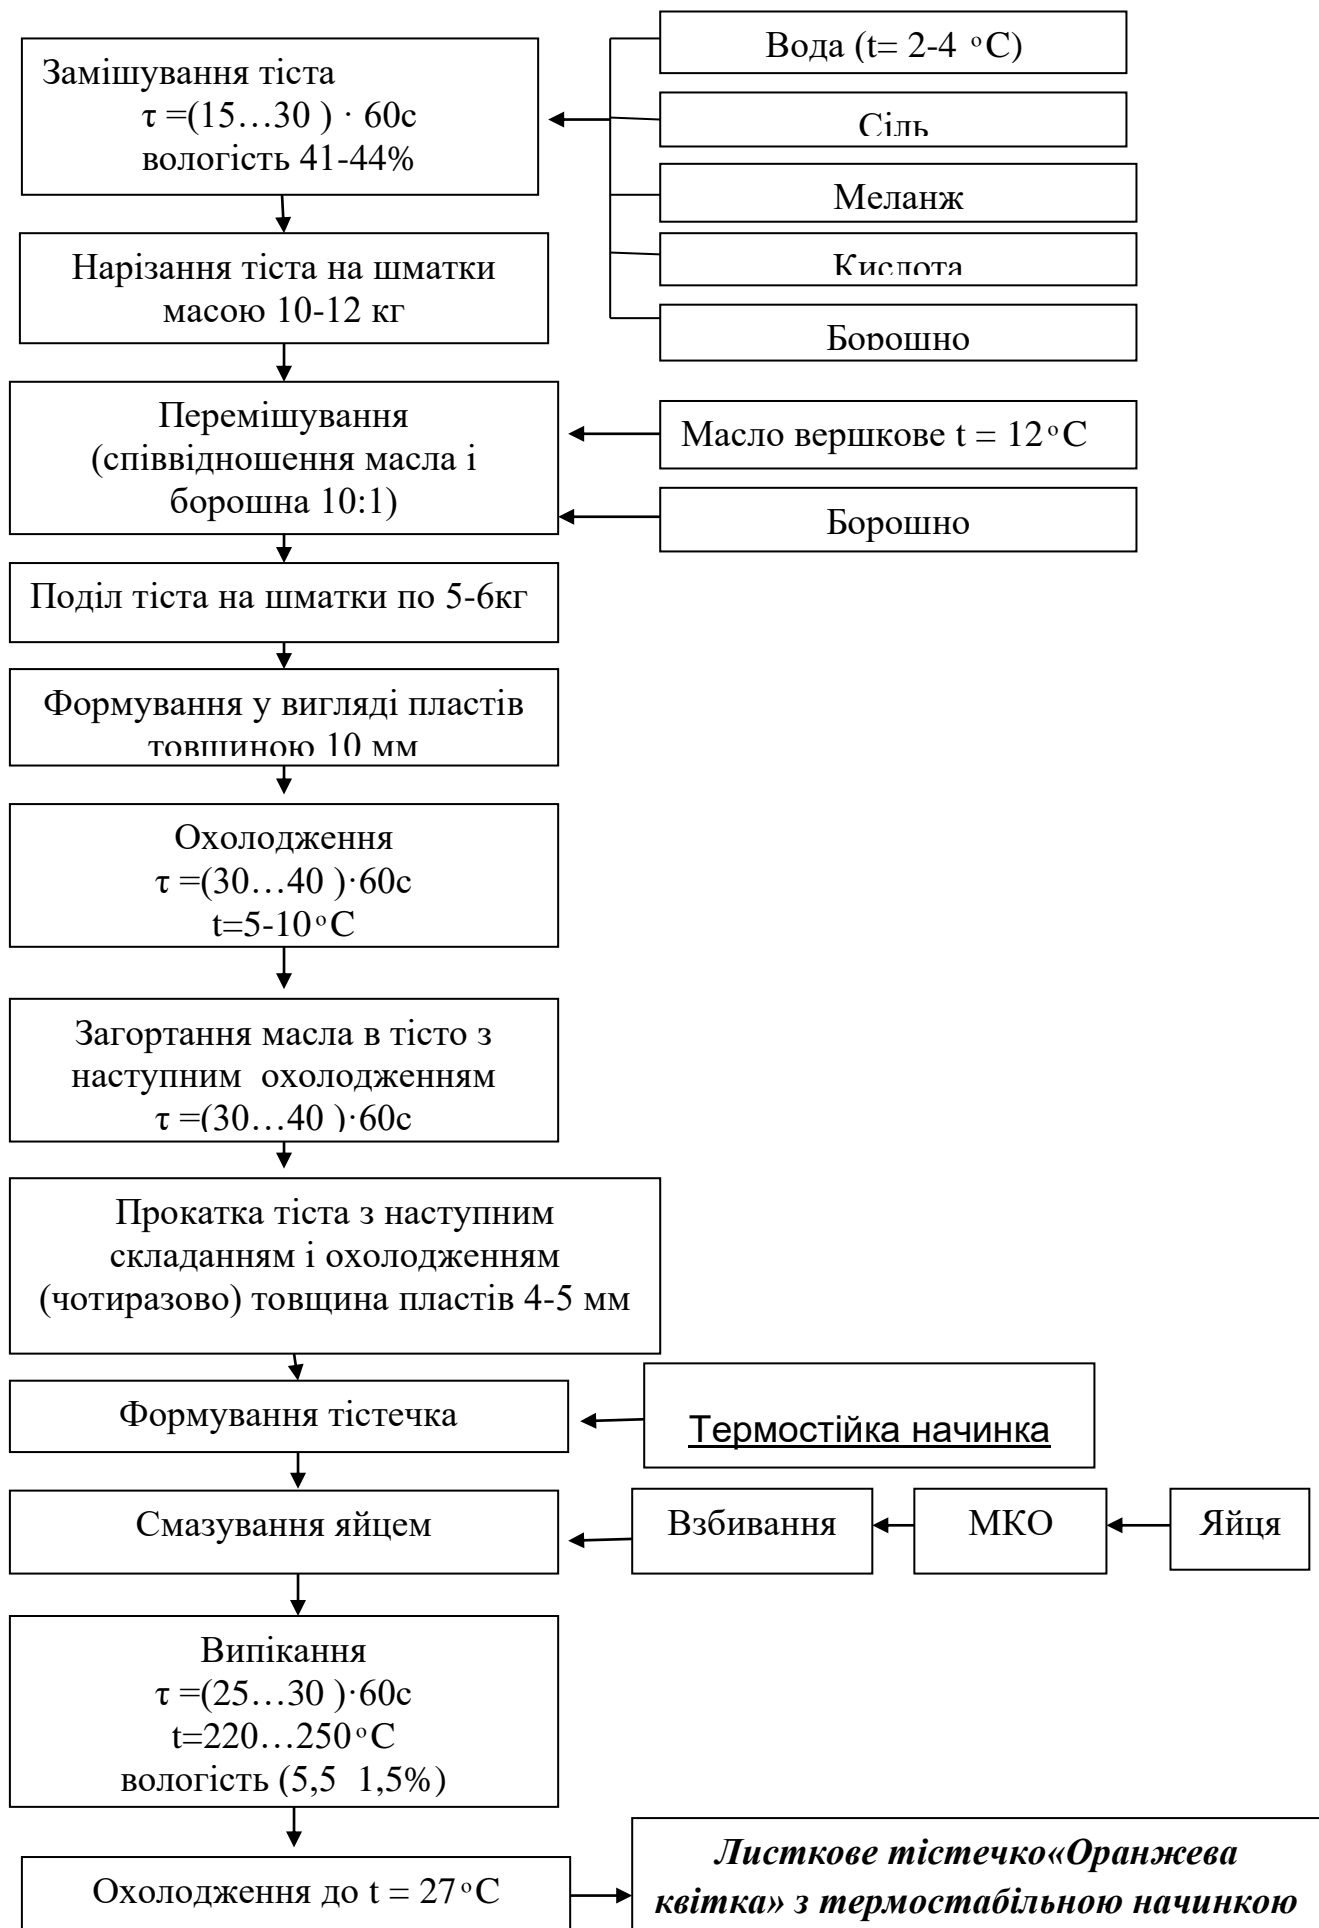 Замішування тіста
τ =(15…30 ) · 60с
вологість 41-44%
Вода (t= 2-4 °С)
Сіль
Меланж
Кислота
Борошно
Нарізання тіста на шматки
масою 10-12 кг
Перемішування
(співвідношення масла і
борошна 10:1)
Масло вершкове t = 12°С
Борошно
Поділ тіста на шматки по 5-6кг
Формування у вигляді пластів
товщиною 10 мм
Охолодження
τ =(30…40 )·60с
t=5-10°С
Загортання масла в тісто з
наступним охолодженням
τ =(30…40 )·60с
Прокатка тіста з наступним
складанням і охолодженням
(чотиразово) товщина пластів 4-5 мм
Формування тістечка
Термостійка начинка
Смазування яйцем
Взбивання
МКО
Яйця
Випікання
τ =(25…30 )·60с
t=220…250°С
вологість (5,5 1,5%)
Охолодження до t = 27°С
Листкове тістечко«Оранжева
квітка» з термостабільною начинкою